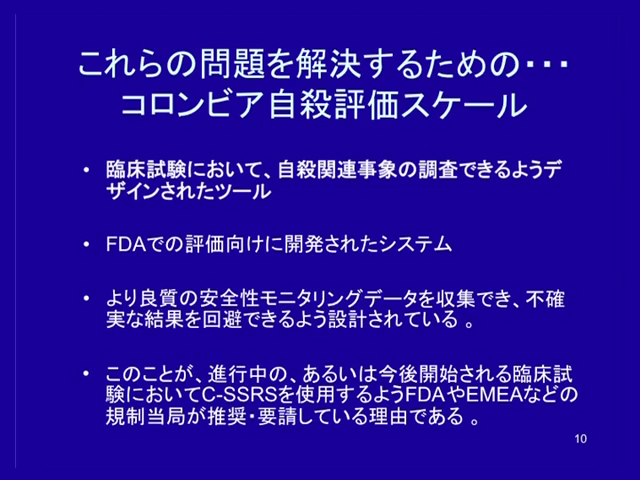 これらの問題を解決するための・・・
コロンビア自殺評価スケール
• 臨床試験において、自殺関連事象の調査できるようデ
ザインされたツール
• FDAでの評価向けに開発されたシステム
• より良質の安全性モニタリングデータを収集でき、不確
実な結果を回避できるよう設計されている 。
• このことが、進行中の、あるいは今後開始される臨床試
験においてC-SSRSを使用するようFDAやEMEAなどの
規制当局が推奨・要請している理由である 。
10